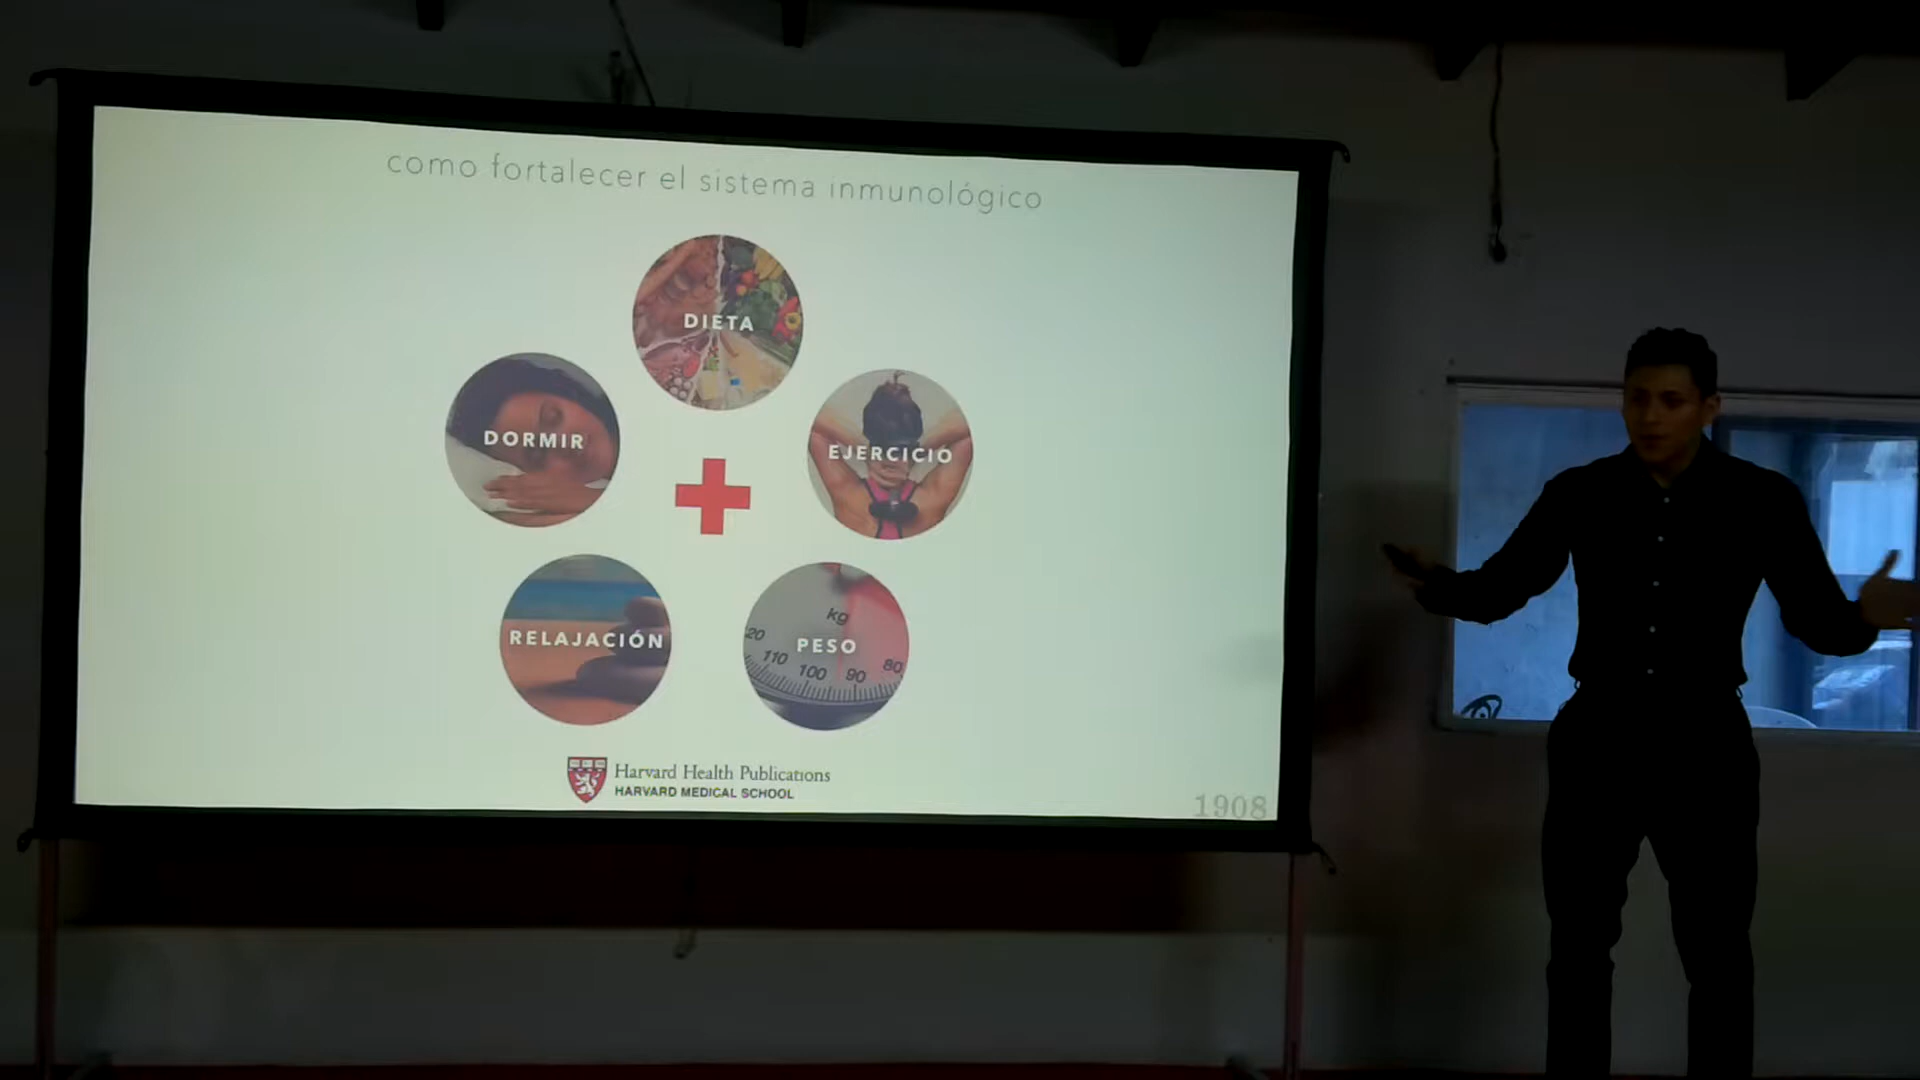 como fortalecer el sistema inmunológico
DIETA
DORMIR
EJERCICIO
RELAJACIÓN
PESO
kg
20
110
100
90
80
Harvard Health Publications
HARVARD MEDICAL SCHOOL
1908